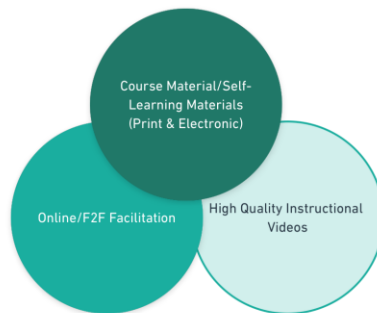 Course Material/Self-
Learning Materials
(Print & Electronic)
Online/F2F Facilitation
High Quality Instructional
Videos